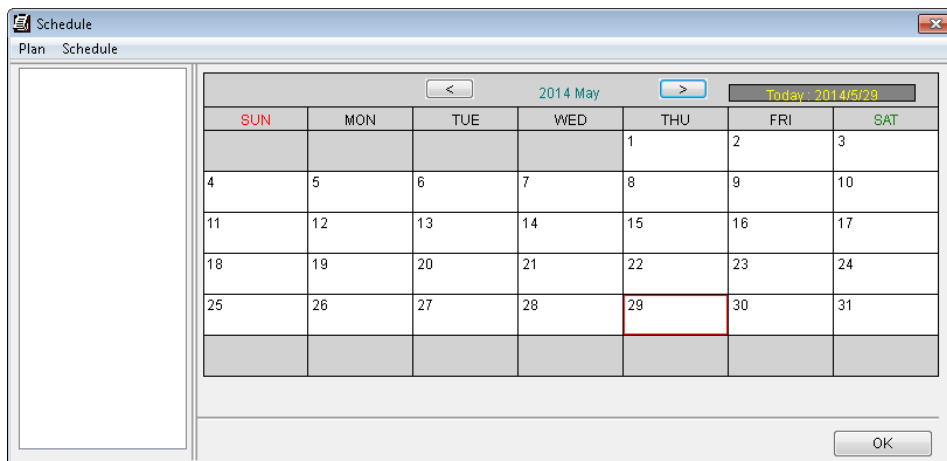 Schedule
Plan Schedule
< 2014 May > Today : 2014/5/29
SUN MON TUE WED THU FRI SAT
1 2 3
4 5 6 7 8 9 10
11 12 13 14 15 16 17
18 19 20 21 22 23 24
25 26 27 28 29 30 31
OK